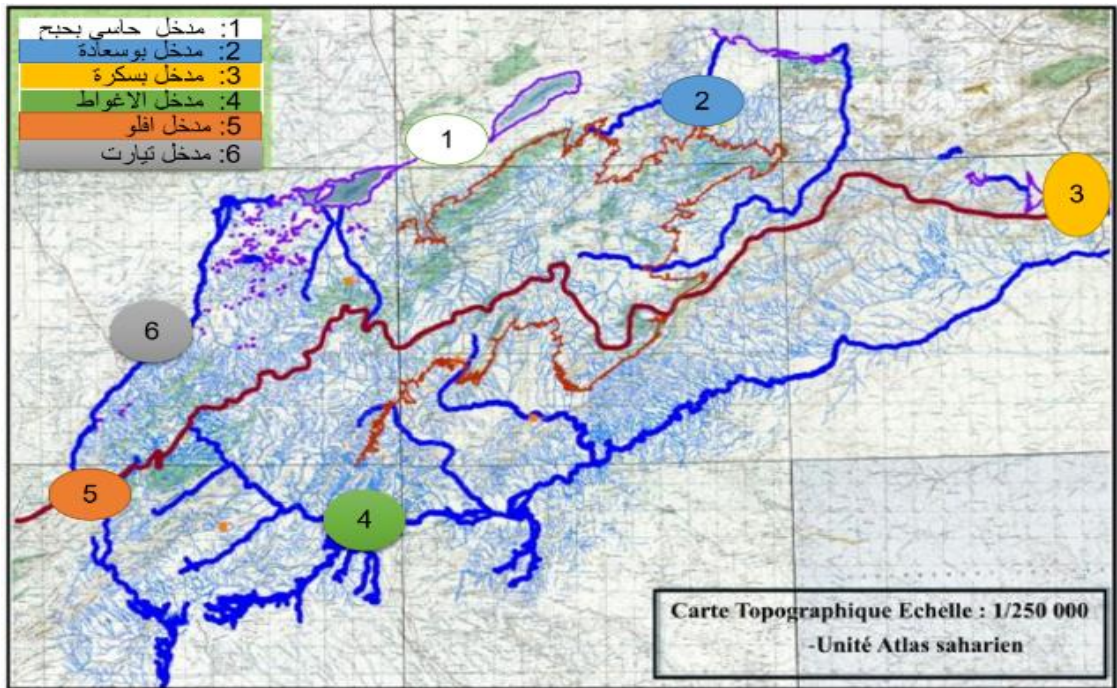 1: مدخل حاسي بحبح
2: مدخل بوسعادة
3: مدخل بسكرة
4: مدخل الاغواط
5: مدخل افلو
6: مدخل تيارت
2
1
3
6
5
4
Carte Topographique Echelle : 1/250 000
-Unité Atlas saharien